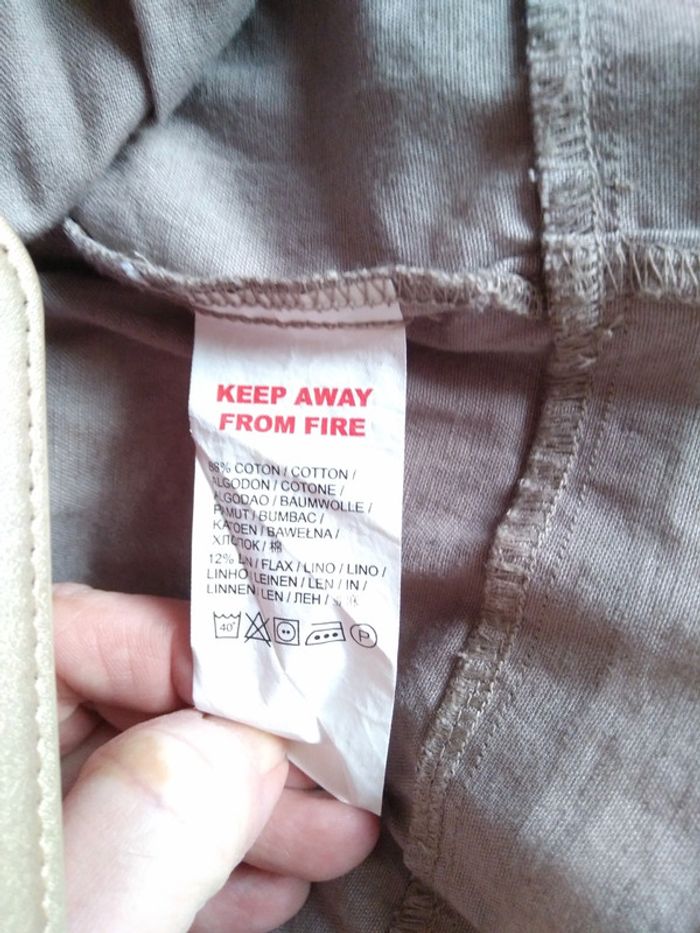 KEEP AWAY
FROM FIRE
88% COTON / COTTON /
ALGODON / COTONE /
ALGODAO / BAUMWOLLE /
PAMUT / BUMBAC /
KATOEN / BAWEŁNA /
ХЛОПОК / 棉
12% LIN / FLAX / LINO / LINO /
LINHO LEINEN / LEN / IN /
LINNEN LEN / ЛЕН /
40°
P